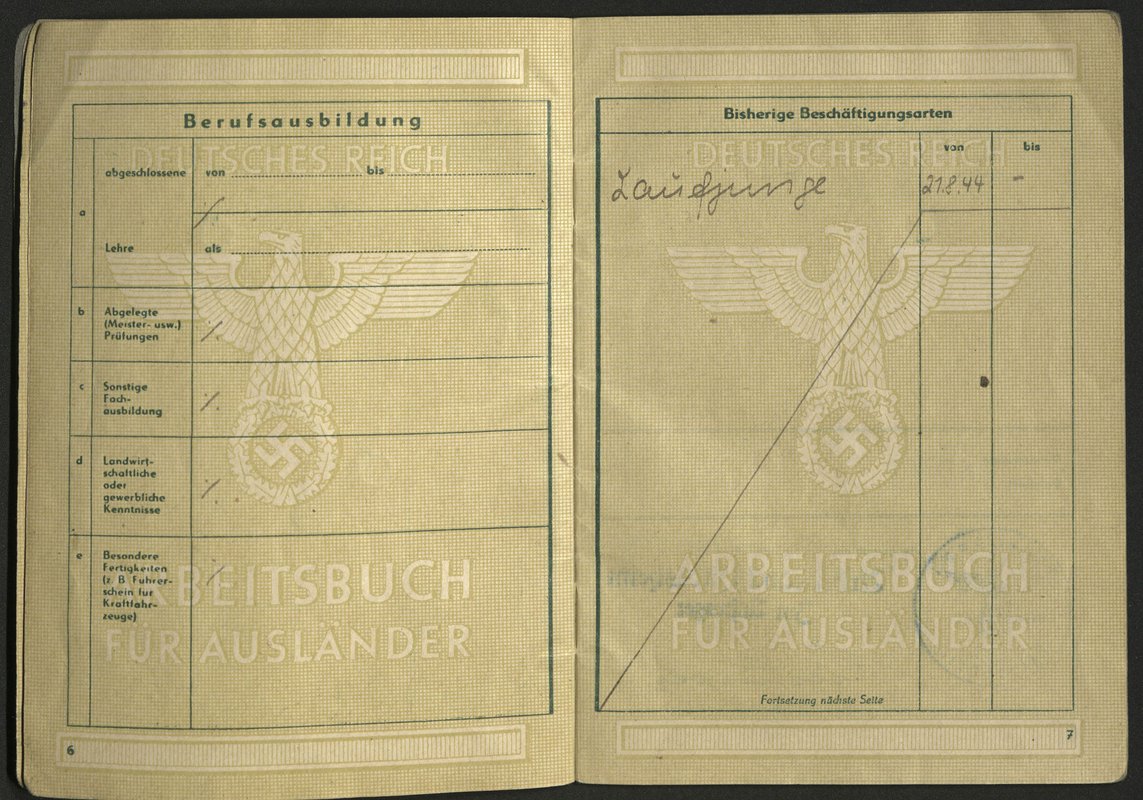 Berufsausbildung
DEUTSCHES REICH
a
abgeschlossene
von bis
./.
Lehre
als
b
Abgelegte
(Meister- usw.)
Prüfungen
./.
c
Sonstige
Fach-
ausbildung
./.
d
Landwirt-
schaftliche
oder
gewerbliche
Kenntnisse
./.
e
Besondere
Fertigkeiten
(z. B. Führer-
schein für
Kraftfahr-
zeuge)
./.
ARBEITSBUCH
FÜR AUSLÄNDER
6
Bisherige Beschäftigungsarten
von bis
DEUTSCHES REICH
Laufjunge 21.8.44 -
ARBEITSBUCH
FÜR AUSLÄNDER
Fortsetzung nächste Seite
7